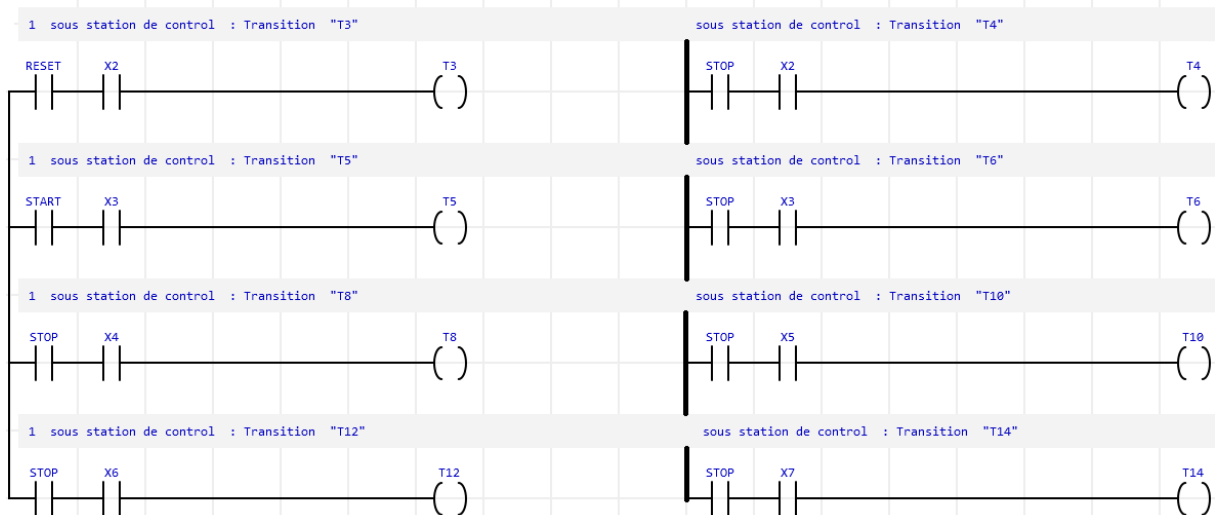 1 sous station de control : Transition "T3"
sous station de control : Transition "T4"
RESET X2 T3
STOP X2 T4
1 sous station de control : Transition "T5"
sous station de control : Transition "T6"
START X3 T5
STOP X3 T6
1 sous station de control : Transition "T8"
sous station de control : Transition "T10"
STOP X4 T8
STOP X5 T10
1 sous station de control : Transition "T12"
sous station de control : Transition "T14"
STOP X6 T12
STOP X7 T14